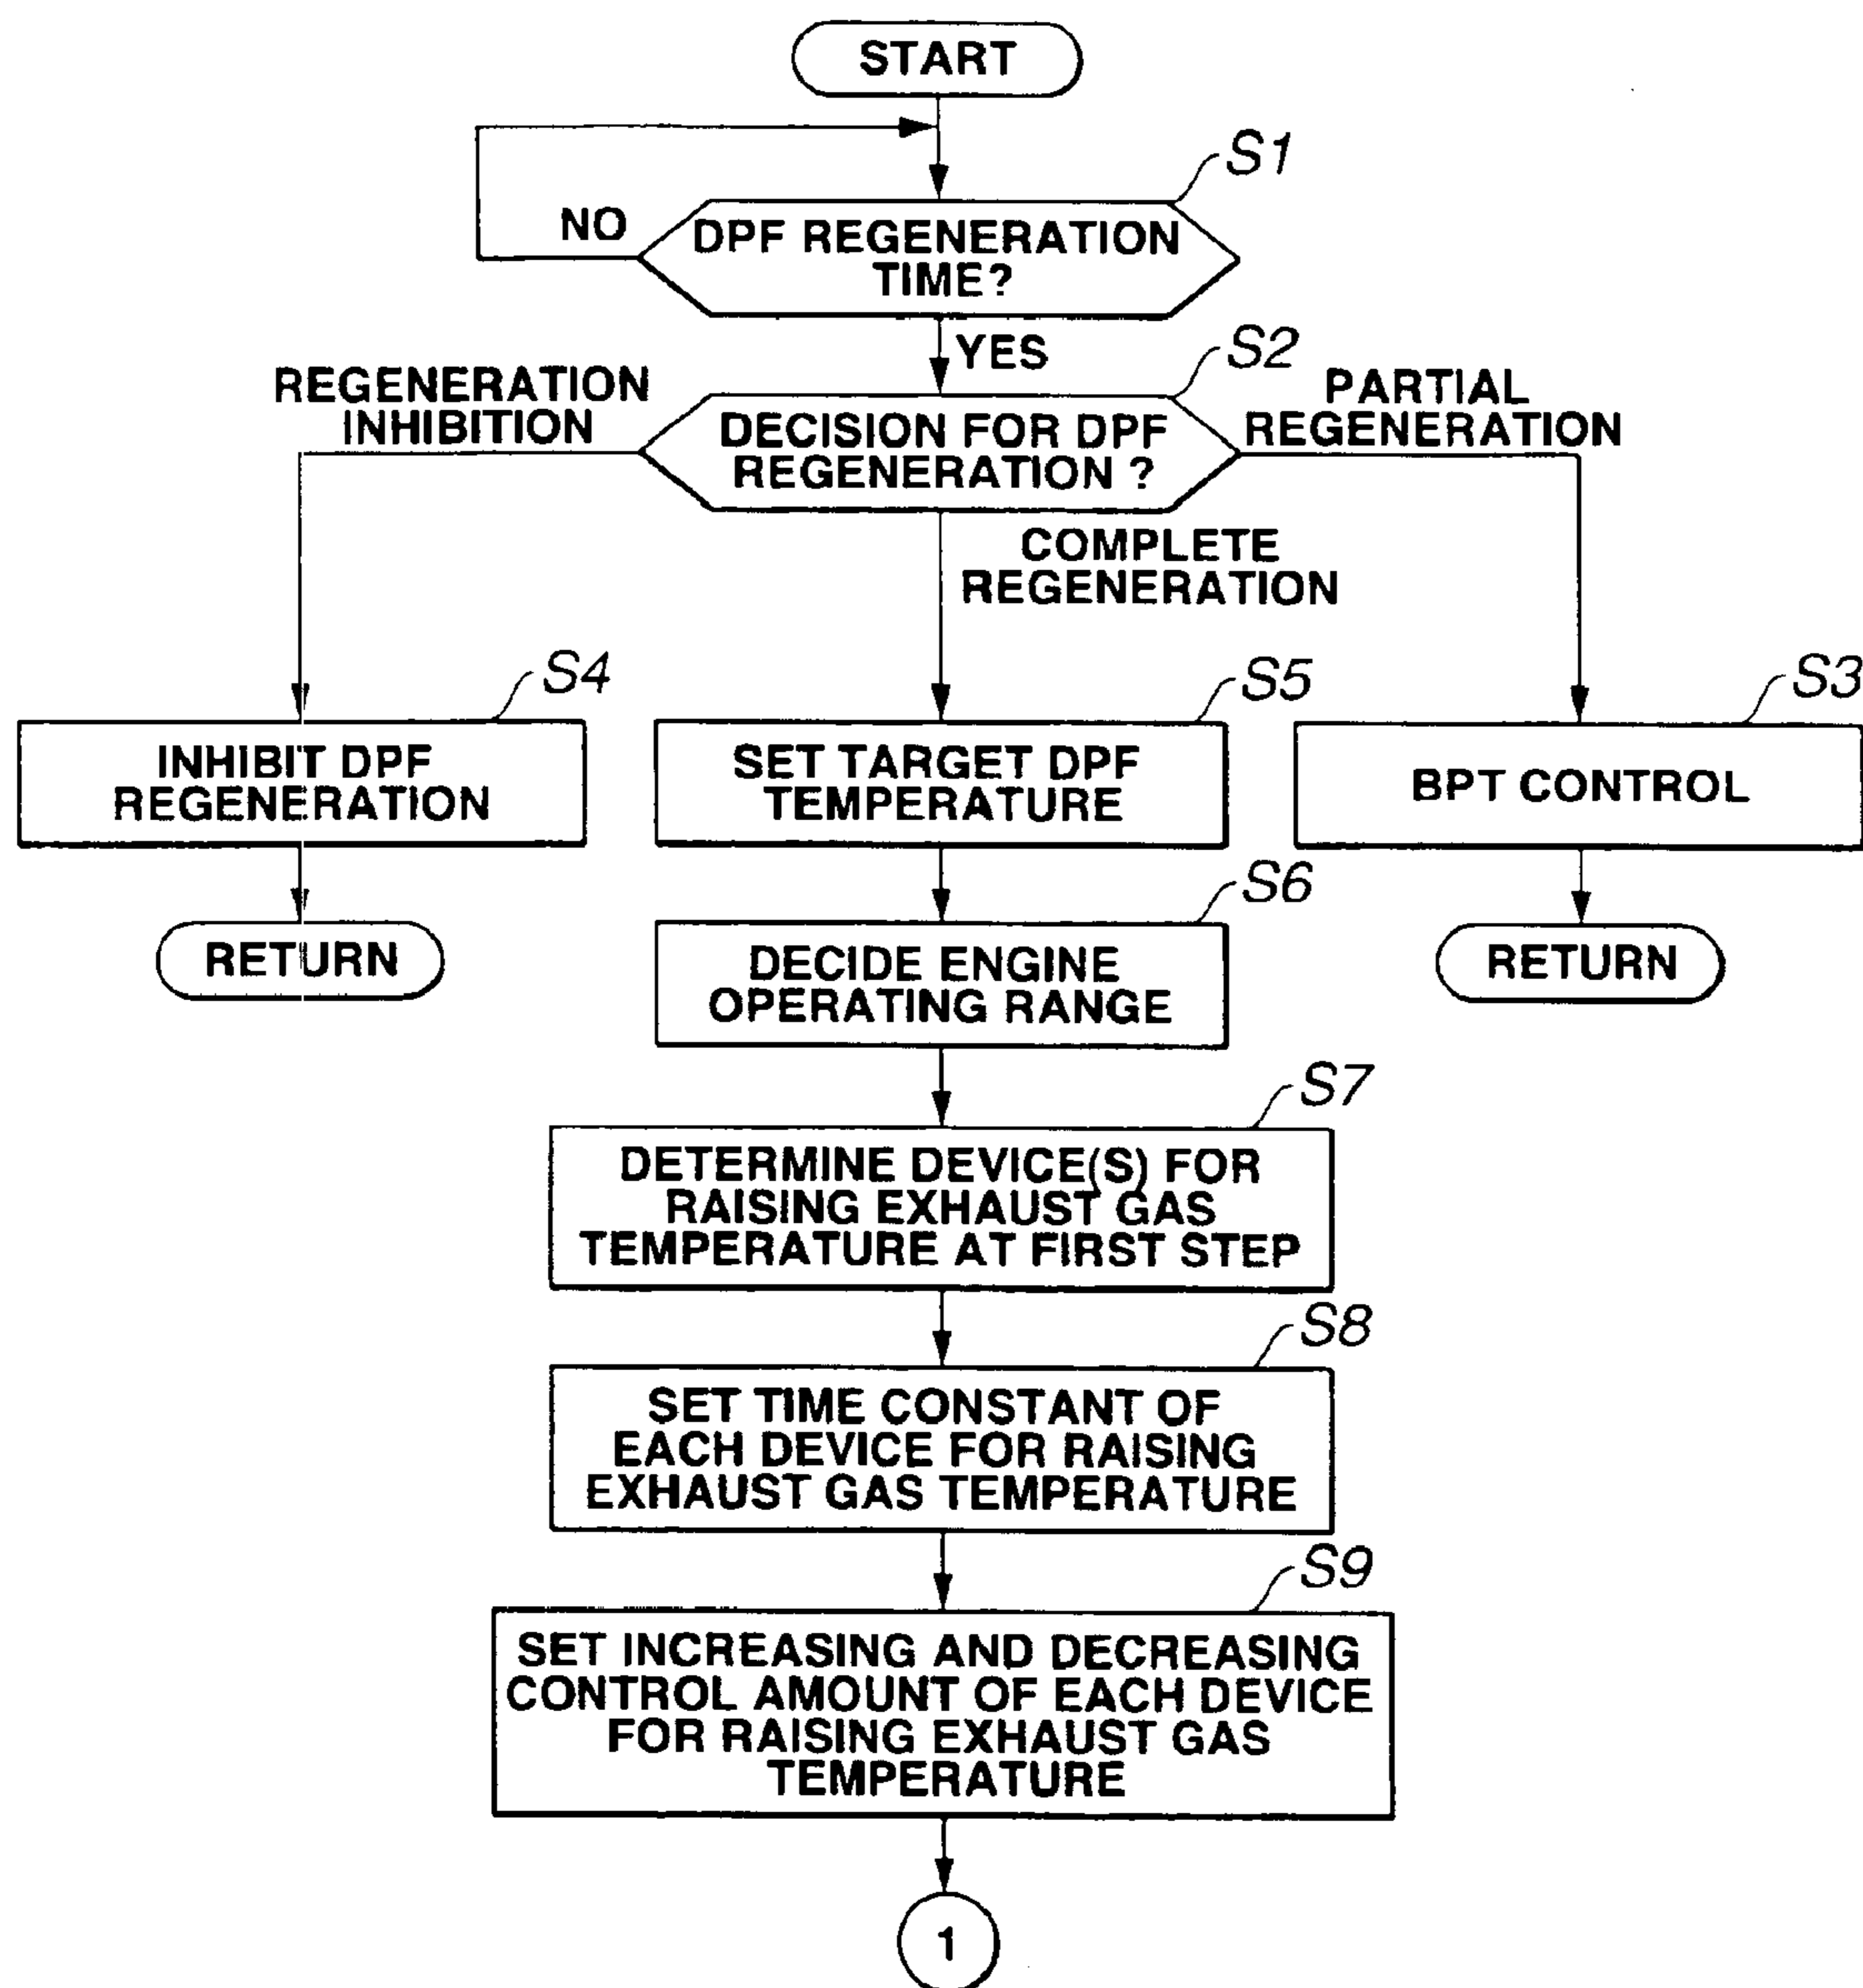 START
S1
NO
DPF REGENERATION
TIME?
YES
S2
REGENERATION
INHIBITION
DECISION FOR DPF
REGENERATION ?
PARTIAL
REGENERATION
COMPLETE
REGENERATION
S4
S5
S3
INHIBIT DPF
REGENERATION
SET TARGET DPF
TEMPERATURE
BPT CONTROL
S6
RETURN
DECIDE ENGINE
OPERATING RANGE
RETURN
S7
DETERMINE DEVICE(S) FOR
RAISING EXHAUST GAS
TEMPERATURE AT FIRST STEP
S8
SET TIME CONSTANT OF
EACH DEVICE FOR RAISING
EXHAUST GAS TEMPERATURE
S9
SET INCREASING AND DECREASING
CONTROL AMOUNT OF EACH DEVICE
FOR RAISING EXHAUST GAS
TEMPERATURE
1